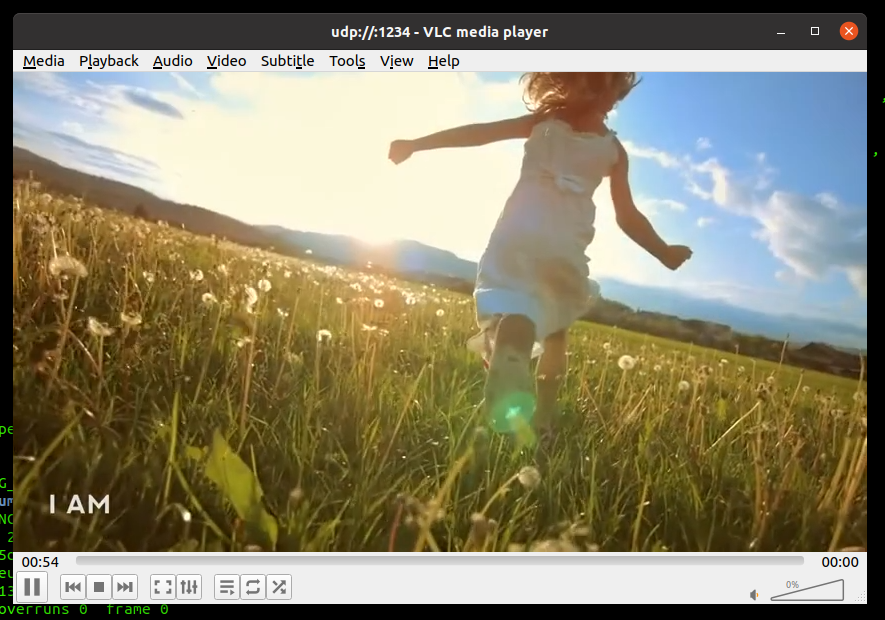 udp://:1234 - VLC media player
Media Playback Audio Video Subtitle Tools View Help
I AM
00:54 00:00
0%
overruns 0 frame 0